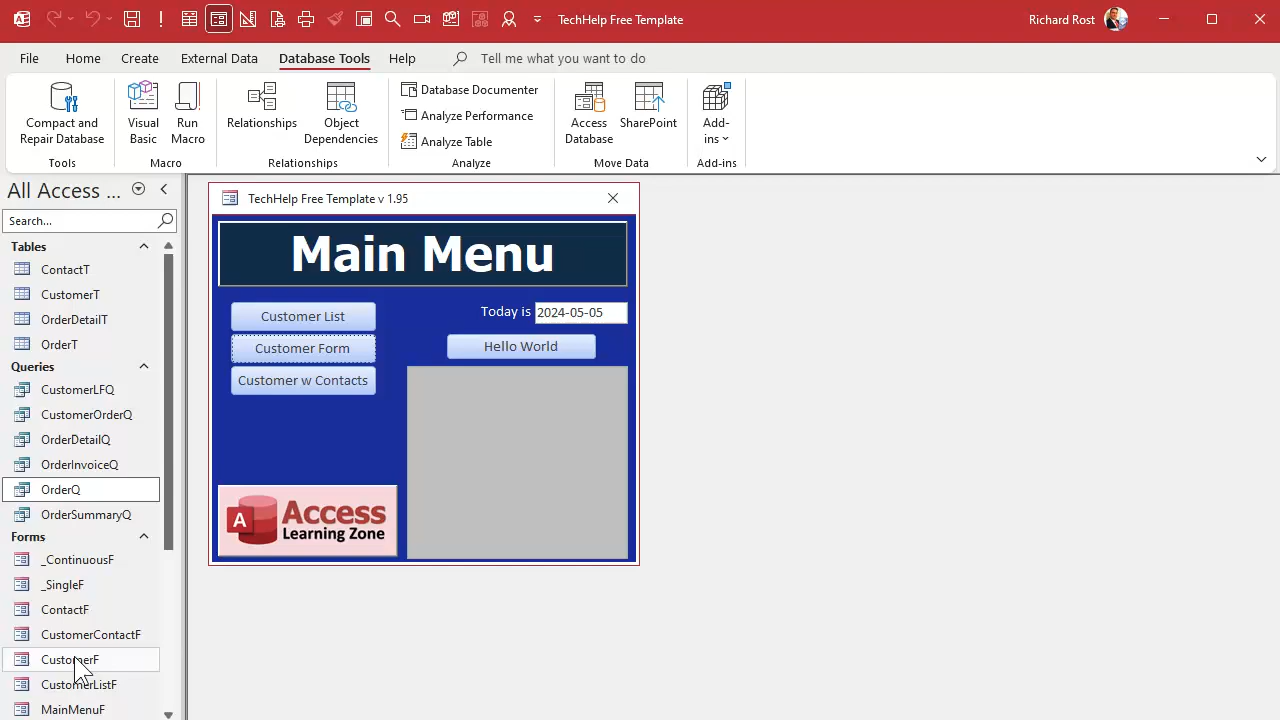 TechHelp Free Template
Richard Rost
File
Home
Create
External Data
Database Tools
Help
Tell me what you want to do
Compact and
Repair Database
Visual
Basic
Run
Macro
Relationships
Object
Dependencies
Database Documenter
Analyze Performance
Analyze Table
Access
Database
SharePoint
Add-
ins
Tools
Macro
Relationships
Analyze
Move Data
Add-ins
All Access ...
Search...
Tables
ContactT
CustomerT
OrderDetailT
OrderT
Queries
CustomerLFQ
CustomerOrderQ
OrderDetailQ
OrderInvoiceQ
OrderQ
OrderSummaryQ
Forms
_ContinuousF
_SingleF
ContactF
CustomerContactF
CustomerF
CustomerListF
MainMenuF
TechHelp Free Template v 1.95
Main Menu
Customer List
Customer Form
Customer w Contacts
Today is 2024-05-05
Hello World
A
Access
Learning Zone